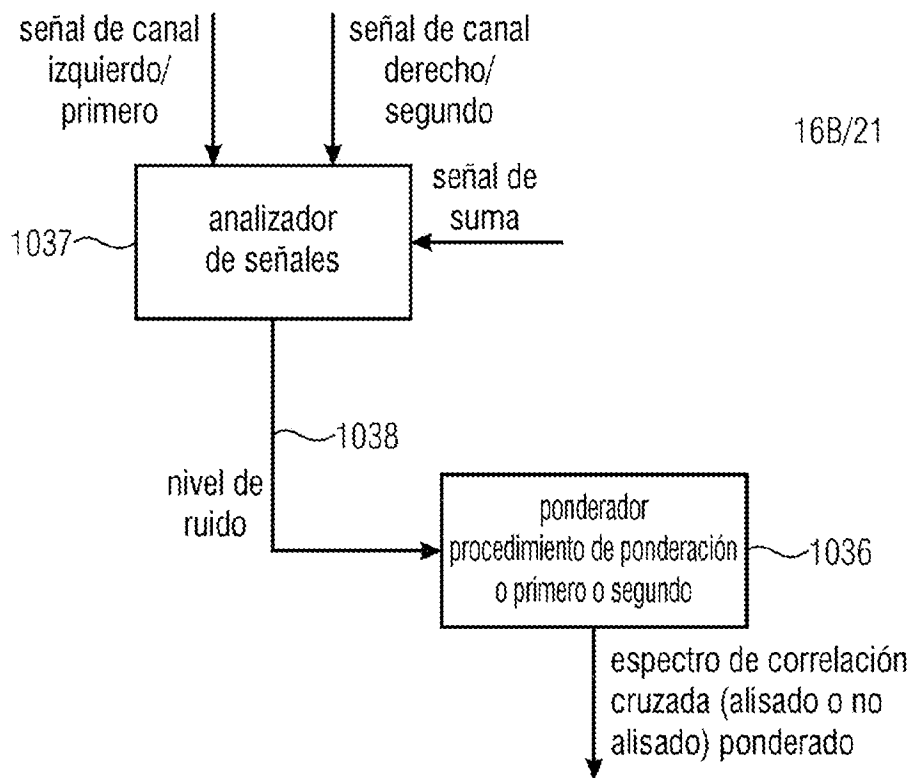 señal de canal
izquierdo/
primero
señal de canal
derecho/
segundo
16B/21
señal de
suma
1037
analizador
de señales
1038
nivel de
ruido
ponderador
procedimiento de ponderación
o primero o segundo
1036
espectro de correlación
cruzada (alisado o no
alisado) ponderado